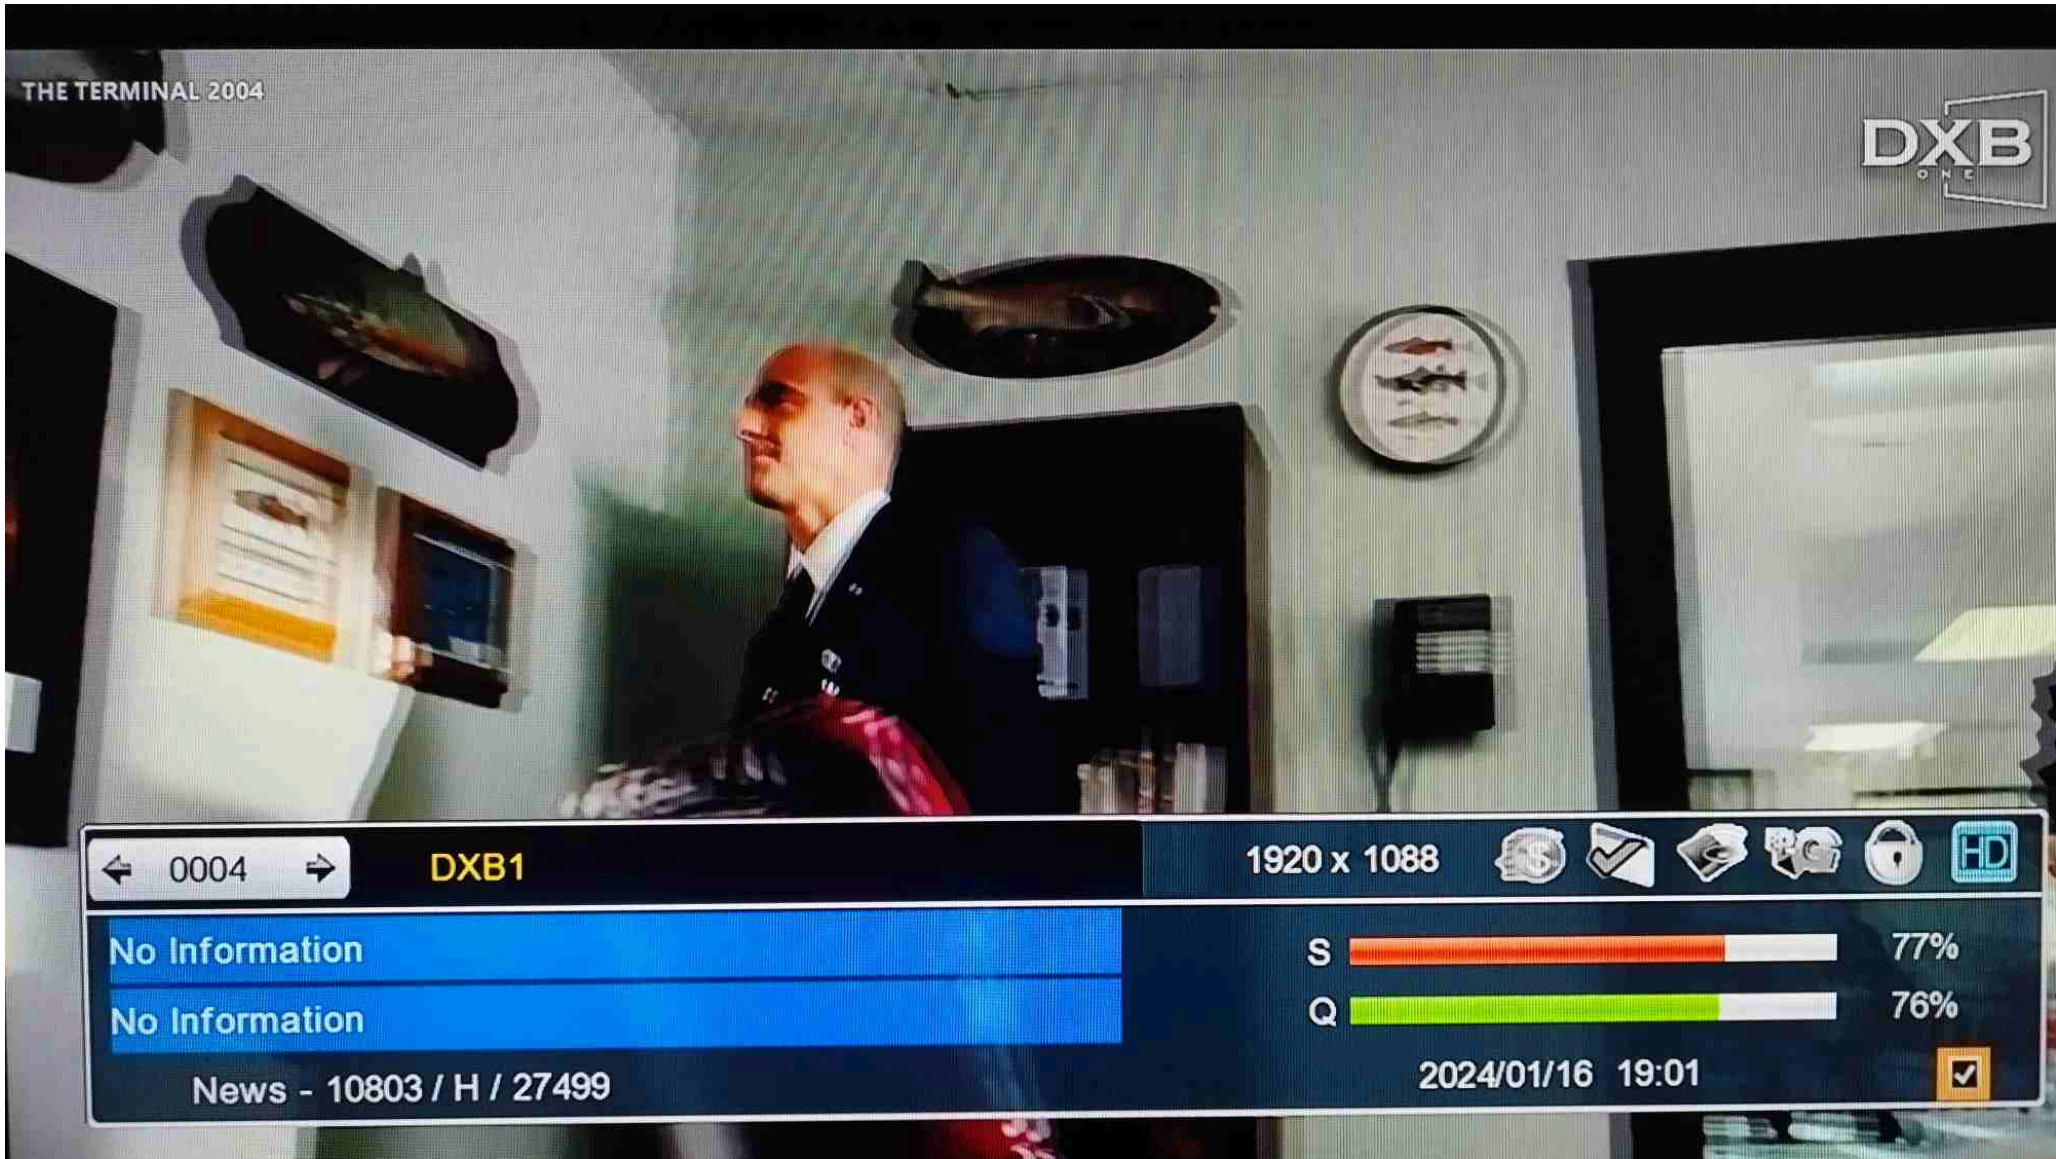 THE TERMINAL 2004
DXB
ONE
0004
DXB1
1920 x 1088
HD
No Information
S 77%
No Information
Q 76%
News - 10803 / H / 27499
2024/01/16 19:01